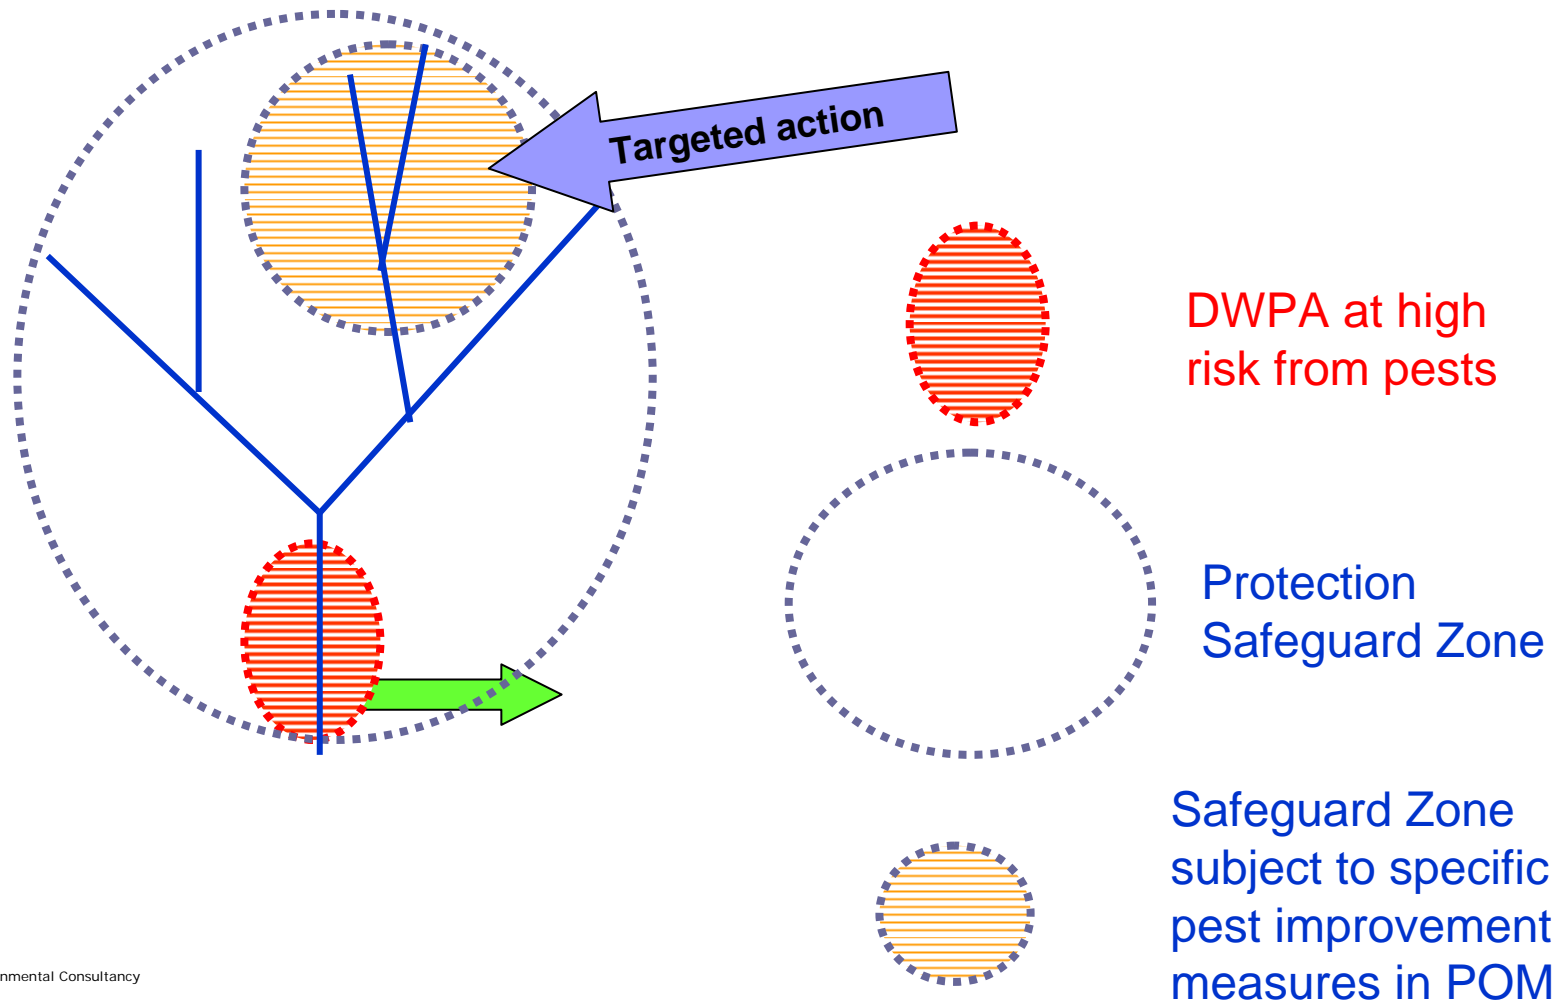 Targeted action
DWPA at high
risk from pests
Protection
Safeguard Zone
Safeguard Zone
subject to specific
pest improvement
measures in POM
nmental Consultancy